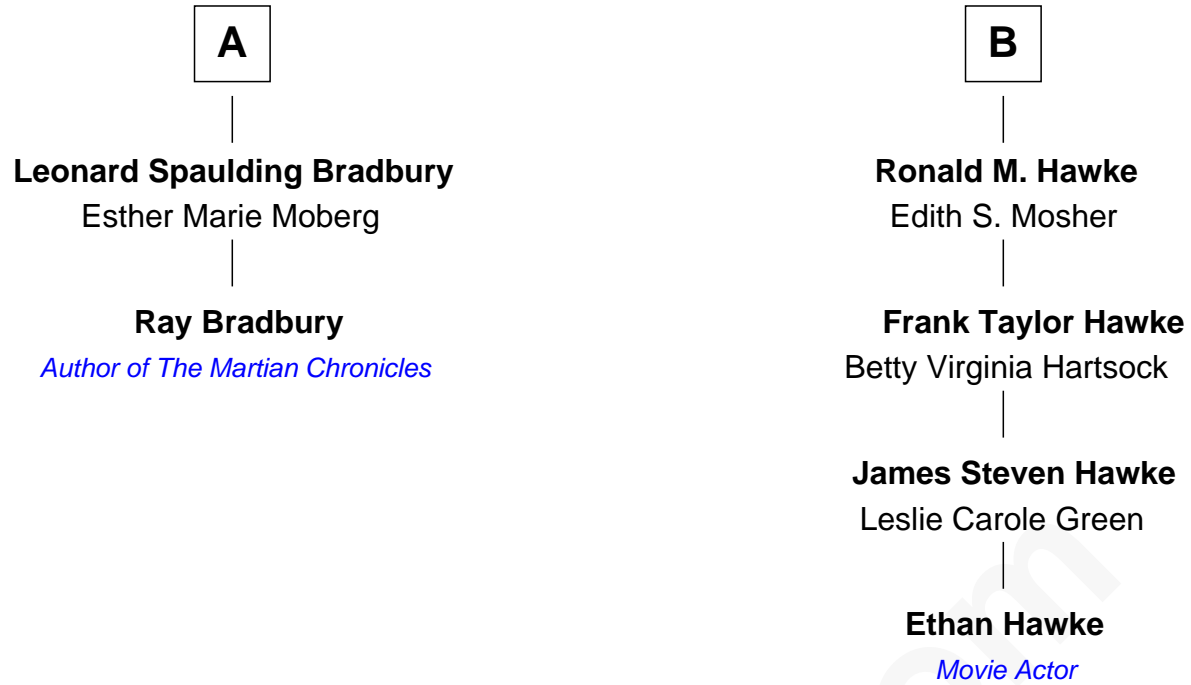 A
Leonard Spaulding Bradbury
Esther Marie Moberg
Ray Bradbury
Author of The Martian Chronicles
B
Ronald M. Hawke
Edith S. Mosher
Frank Taylor Hawke
Betty Virginia Hartsock
James Steven Hawke
Leslie Carole Green
Ethan Hawke
Movie Actor
om